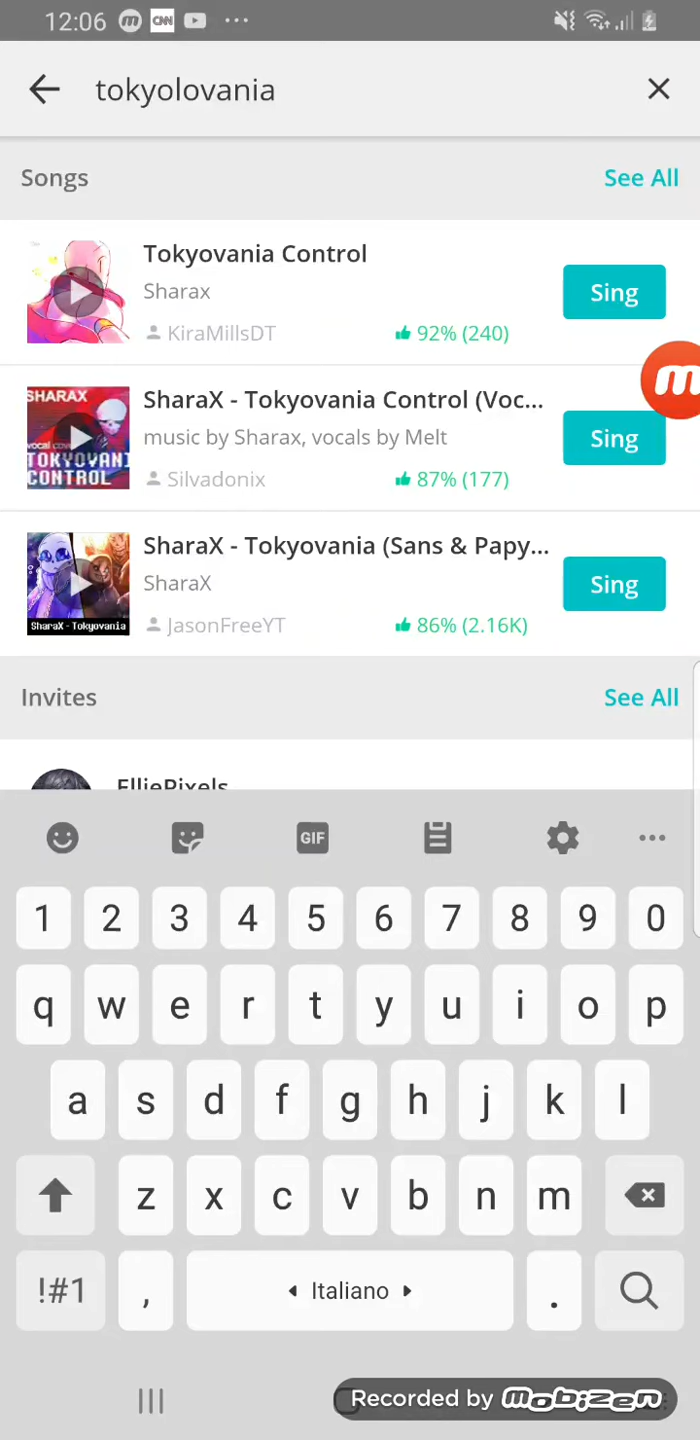 12:06 m CNN
tokyolovania
Songs See All
Tokyovania Control
Sharax
KiraMillsDT 92% (240)
Sing
SHARAX
vocal cover
TOKYOVANI
CONTROL
SharaX - Tokyovania Control (Voc...
music by Sharax, vocals by Melt
Silvadonix 87% (177)
Sing
m
SharaX - Tokyovania
SharaX - Tokyovania (Sans & Papy...
SharaX
JasonFreeYT 86% (2.16K)
Sing
Invites See All
ElliePixels
GIF
1 2 3 4 5 6 7 8 9 0
q w e r t y u i o p
a s d f g h j k l
z x c v b n m
!#1 , Italiano .
Recorded by mobizen